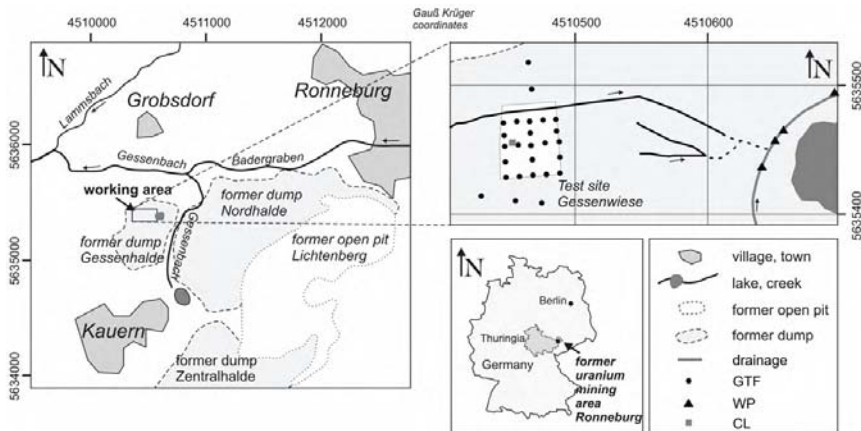 4510000
4511000
4512000
Gauß Krüger
coordinates
4510500
4510600
N
Lammsbach
Grobsdorf
Ronneburg
5636000
Gessenbach
Badergraben
working area
former dump
Nordhalde
former dump
Gessenhalde
Gessenbach
former open pit
Lichtenberg
5635000
Kauern
former dump
Zentralhalde
5634000
N
5635500
Test site
Gessenwiese
5635400
N
Berlin
Thuringia
Germany
former
uranium
mining
area
Ronneburg
village, town
lake, creek
former open pit
former dump
drainage
GTF
WP
CL